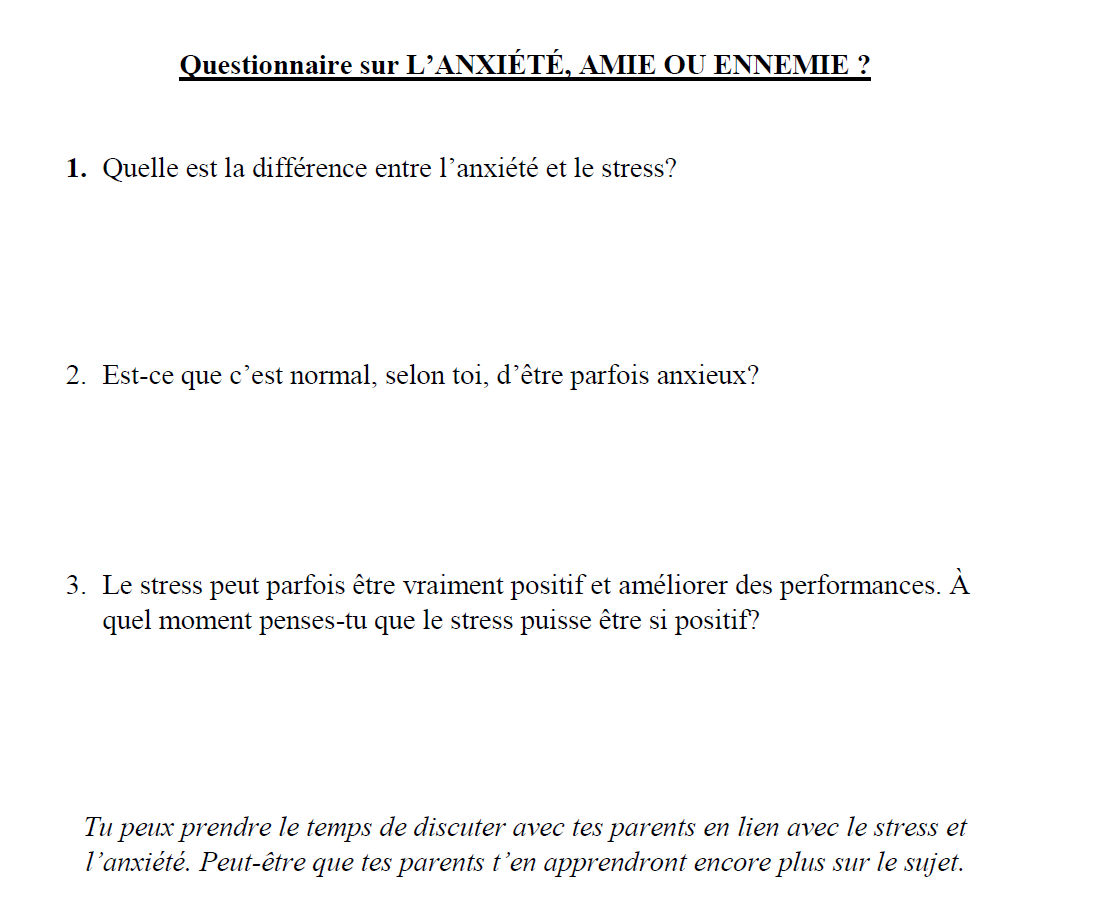 Questionnaire sur L’ANXIÉTÉ, AMIE OU ENNEMIE ?
1. Quelle est la différence entre l’anxiété et le stress?
2. Est-ce que c’est normal, selon toi, d’être parfois anxieux?
3. Le stress peut parfois être vraiment positif et améliorer des performances. À
quel moment penses-tu que le stress puisse être si positif?
Tu peux prendre le temps de discuter avec tes parents en lien avec le stress et
l’anxiété. Peut-être que tes parents t’en apprendront encore plus sur le sujet.